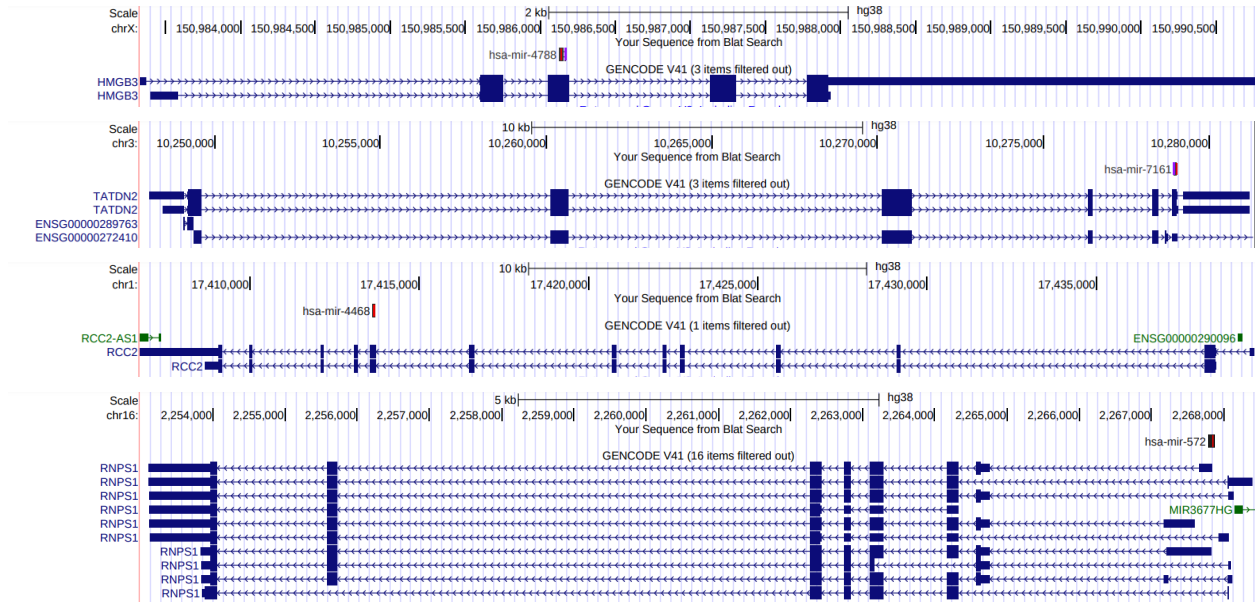 Scale 2 kb hg38
chrX: 150,984,000 150,984,500 150,985,000 150,985,500 150,986,000 150,986,500 150,987,000 150,987,500 150,988,000 150,988,500 150,989,000 150,989,500 150,990,000 150,990,500
Your Sequence from Blat Search
hsa-mir-4788
GENCODE V41 (3 items filtered out)
HMGB3
HMGB3
Scale 10 kb hg38
chr3: 10,250,000 10,255,000 10,260,000 10,265,000 10,270,000 10,275,000 10,280,000
Your Sequence from Blat Search
hsa-mir-7161
GENCODE V41 (3 items filtered out)
TATDN2
TATDN2
ENSG00000289763
ENSG00000272410
Scale 10 kb hg38
chr1: 17,410,000 17,415,000 17,420,000 17,425,000 17,430,000 17,435,000
Your Sequence from Blat Search
hsa-mir-4468
GENCODE V41 (1 items filtered out)
RCC2-AS1 ENSG00000290096
RCC2
RCC2
Scale 5 kb hg38
chr16: 2,254,000 2,255,000 2,256,000 2,257,000 2,258,000 2,259,000 2,260,000 2,261,000 2,262,000 2,263,000 2,264,000 2,265,000 2,266,000 2,267,000 2,268,000
Your Sequence from Blat Search
hsa-mir-572
GENCODE V41 (16 items filtered out)
RNPS1
RNPS1
RNPS1
RNPS1 MIR3677HG
RNPS1
RNPS1
RNPS1
RNPS1
RNPS1
RNPS1